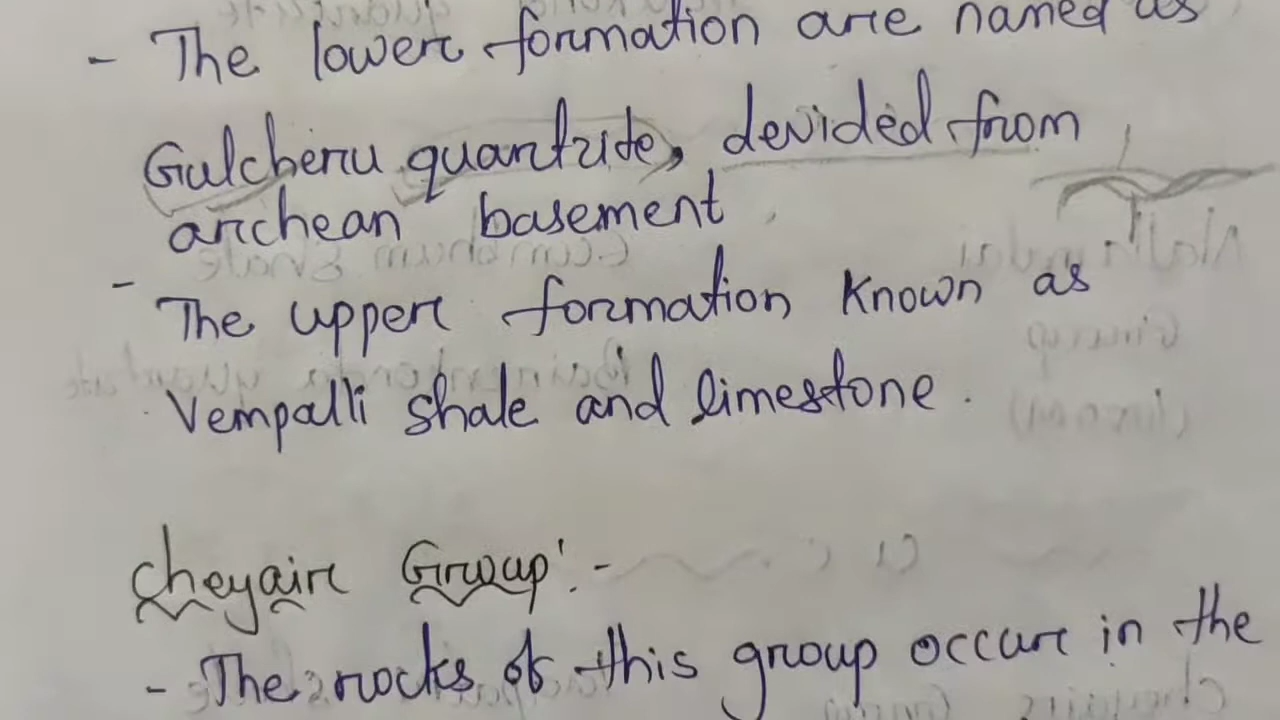 - The lower formation are named as
Gulcheru quartzite, devided from
archean basement
- The upper formation known as
Vempalli shale and limestone.
cheyair Group:-
- The rocks of this group occur in the